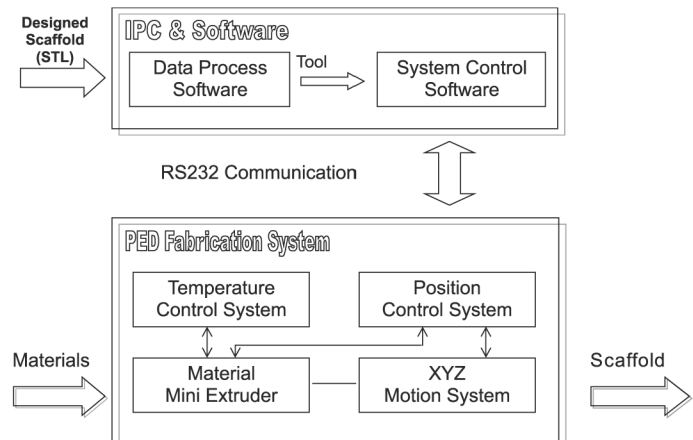 Designed
Scaffold
(STL)
IPC & Software
Data Process
Software
Tool
System Control
Software
RS232 Communication
PED Fabrication System
Temperature
Control System
Position
Control System
Materials
Material
Mini Extruder
XYZ
Motion System
Scaffold